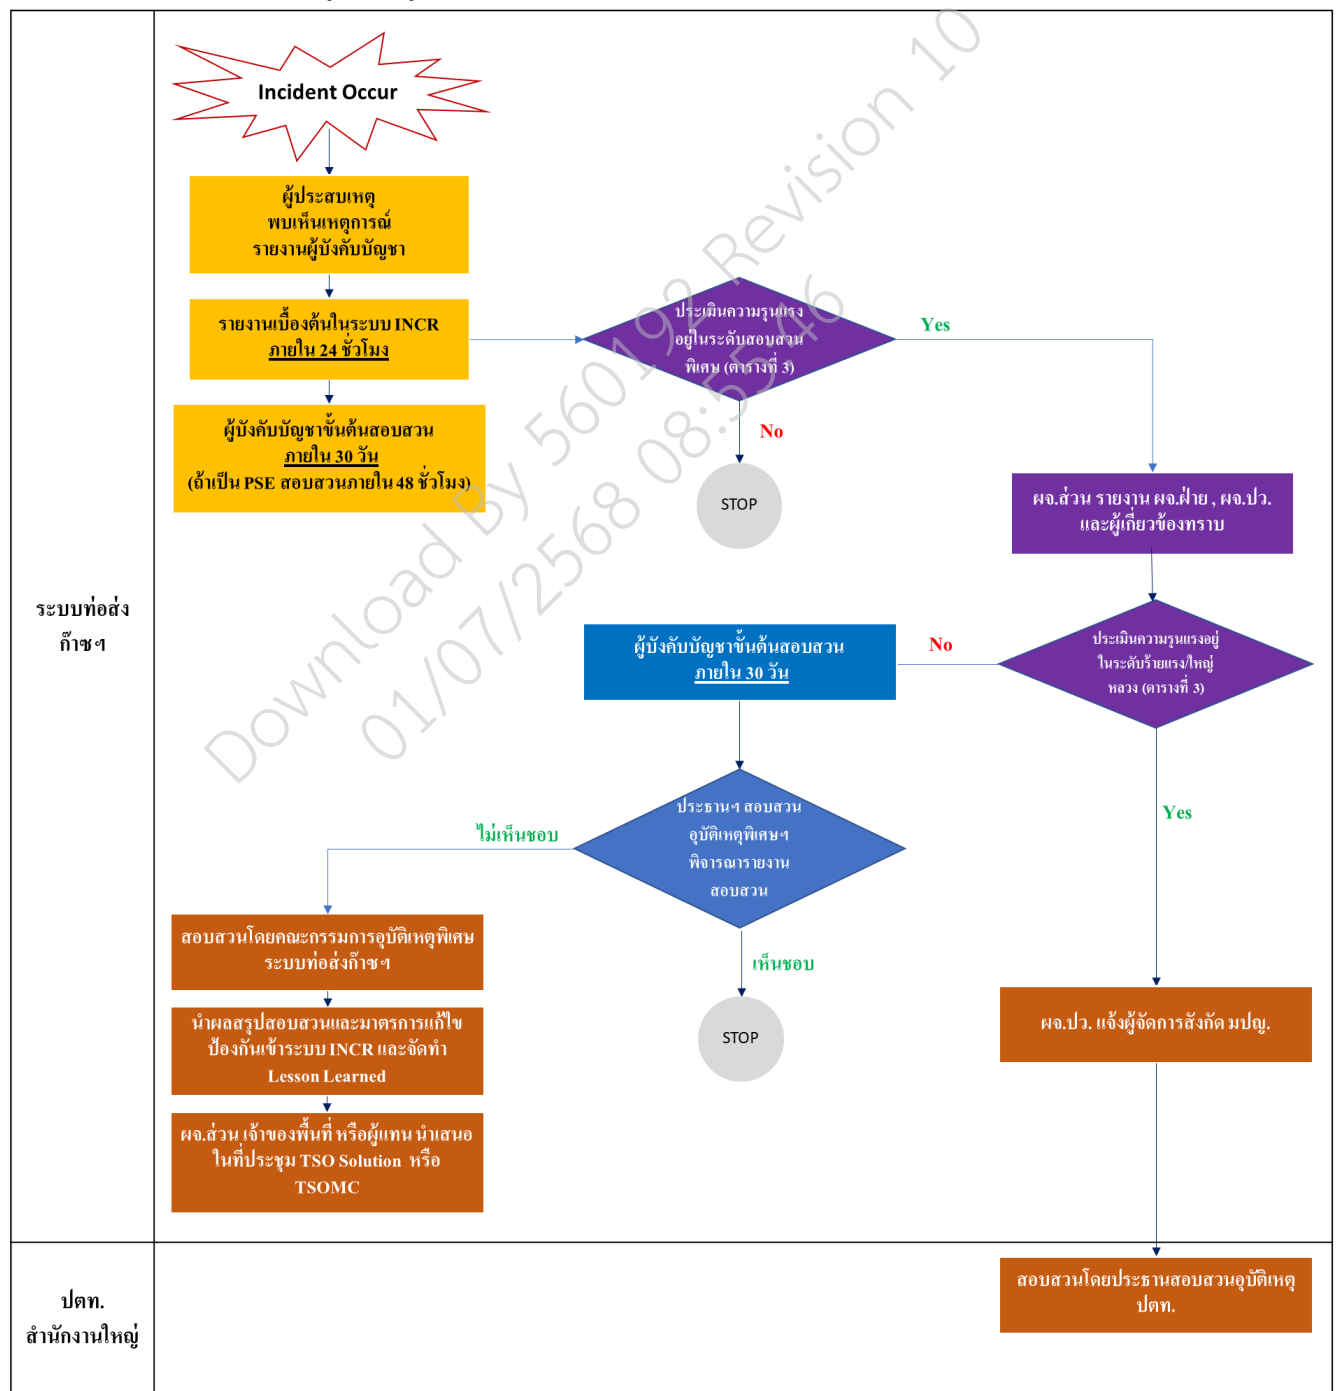 Incident Occur
ผู้ประสบเหตุ
พบเห็นเหตุการณ์
รายงานผู้บังคับบัญชา
รายงานเบื้องต้นในระบบ INCR
ภายใน 24 ชั่วโมง
ผู้บังคับบัญชาขั้นต้นสอบสวน
ภายใน 30 วัน
(ถ้าเป็น PSE สอบสวนภายใน 48 ชั่วโมง)
ประเมินความรุนแรง
อยู่ในระดับสอบสวน
พิเศษ (ตารางที่ 3)
Yes
No
STOP
ผจ.ส่วน รายงาน ผจ.ฝ่าย , ผจ.ปว.
และผู้เกี่ยวข้องทราบ
ระบบท่อส่ง
ก๊าซฯ
ประเมินความรุนแรงอยู่
ในระดับร้ายแรง/ใหญ่
หลวง (ตารางที่ 3)
No
ผู้บังคับบัญชาขั้นต้นสอบสวน
ภายใน 30 วัน
Yes
ประธานฯ สอบสวน
อุบัติเหตุพิเศษฯ
พิจารณารายงาน
สอบสวน
ไม่เห็นชอบ
เห็นชอบ
STOP
สอบสวนโดยคณะกรรมการอุบัติเหตุพิเศษ
ระบบท่อส่งก๊าซฯ
นำผลสรุปสอบสวนและมาตรการแก้ไข
ป้องกันเข้าระบบ INCR และจัดทำ
Lesson Learned
ผจ.ส่วน เจ้าของพื้นที่ หรือผู้แทน นำเสนอ
ในที่ประชุม TSO Solution หรือ
TSOMC
ผจ.ปว. แจ้งผู้จัดการสังกัด มปญ.
ปตท.
สำนักงานใหญ่
สอบสวนโดยประธานสอบสวนอุบัติเหตุ
ปตท.
Download By 560192 Revision 10
01/07/2568 08:55:46